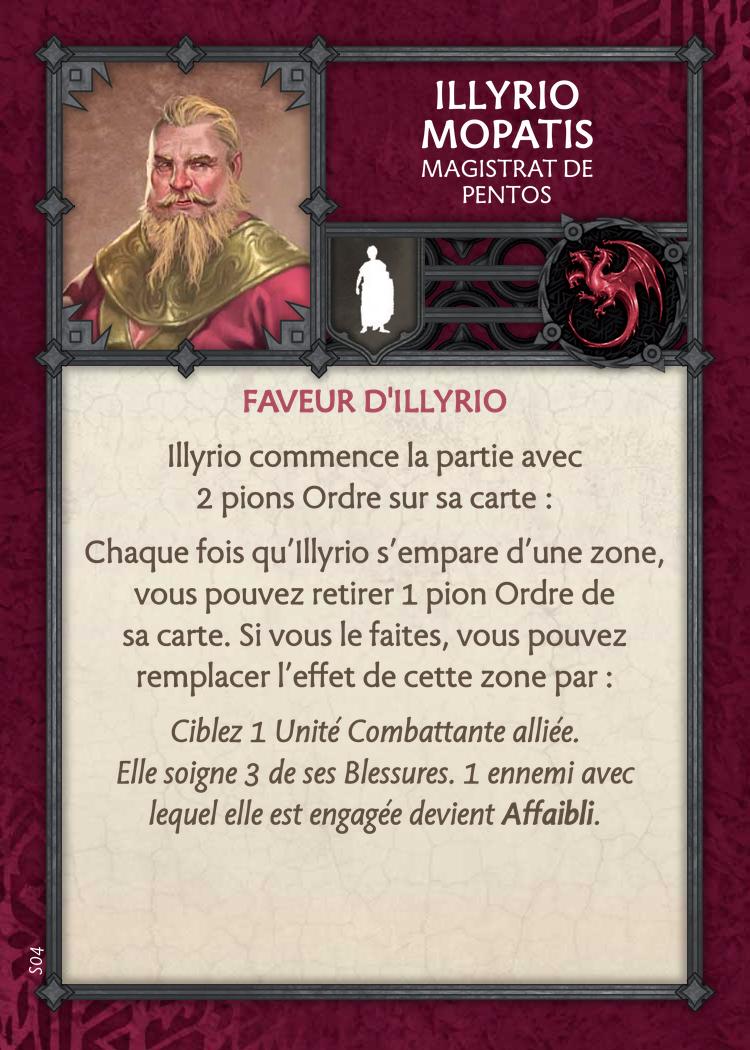 ILLYRIO
MOPATIS
MAGISTRAT DE
PENTOS
FAVEUR D'ILLYRIO
Illyrio commence la partie avec
2 pions Ordre sur sa carte :
Chaque fois qu'Illyrio s'empare d'une zone,
vous pouvez retirer 1 pion Ordre de
sa carte. Si vous le faites, vous pouvez
remplacer l'effet de cette zone par :
Ciblez 1 Unité Combattante alliée.
Elle soigne 3 de ses Blessures. 1 ennemi avec
lequel elle est engagée devient Affaibli.
S04